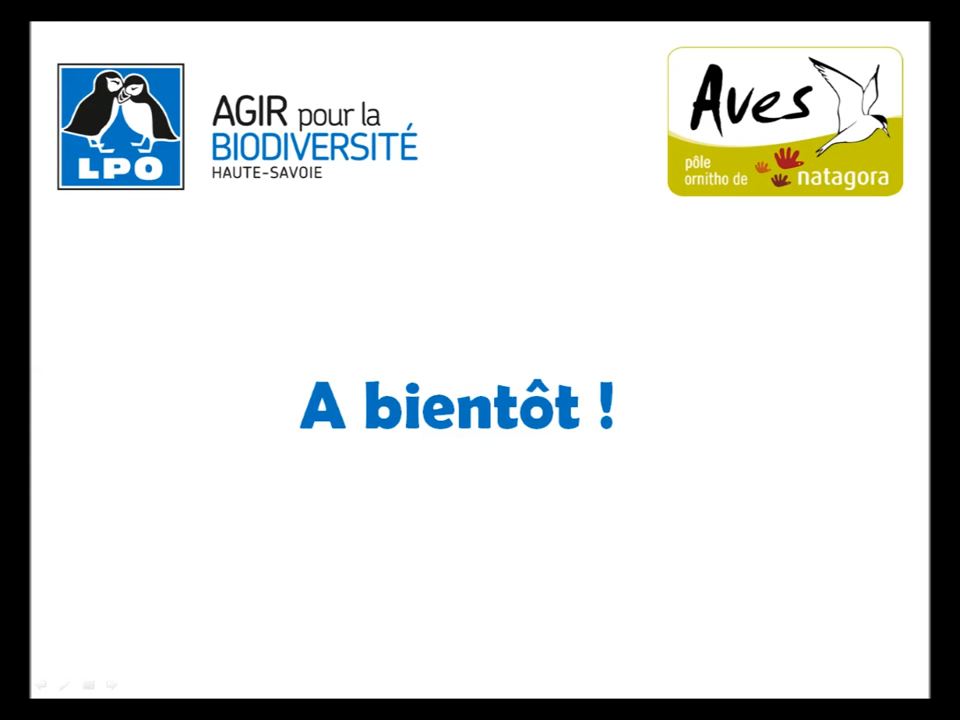 LPO
AGIR pour la
BIODIVERSITÉ
HAUTE-SAVOIE
Aves
pôle
ornitho de
natagora
A bientôt !